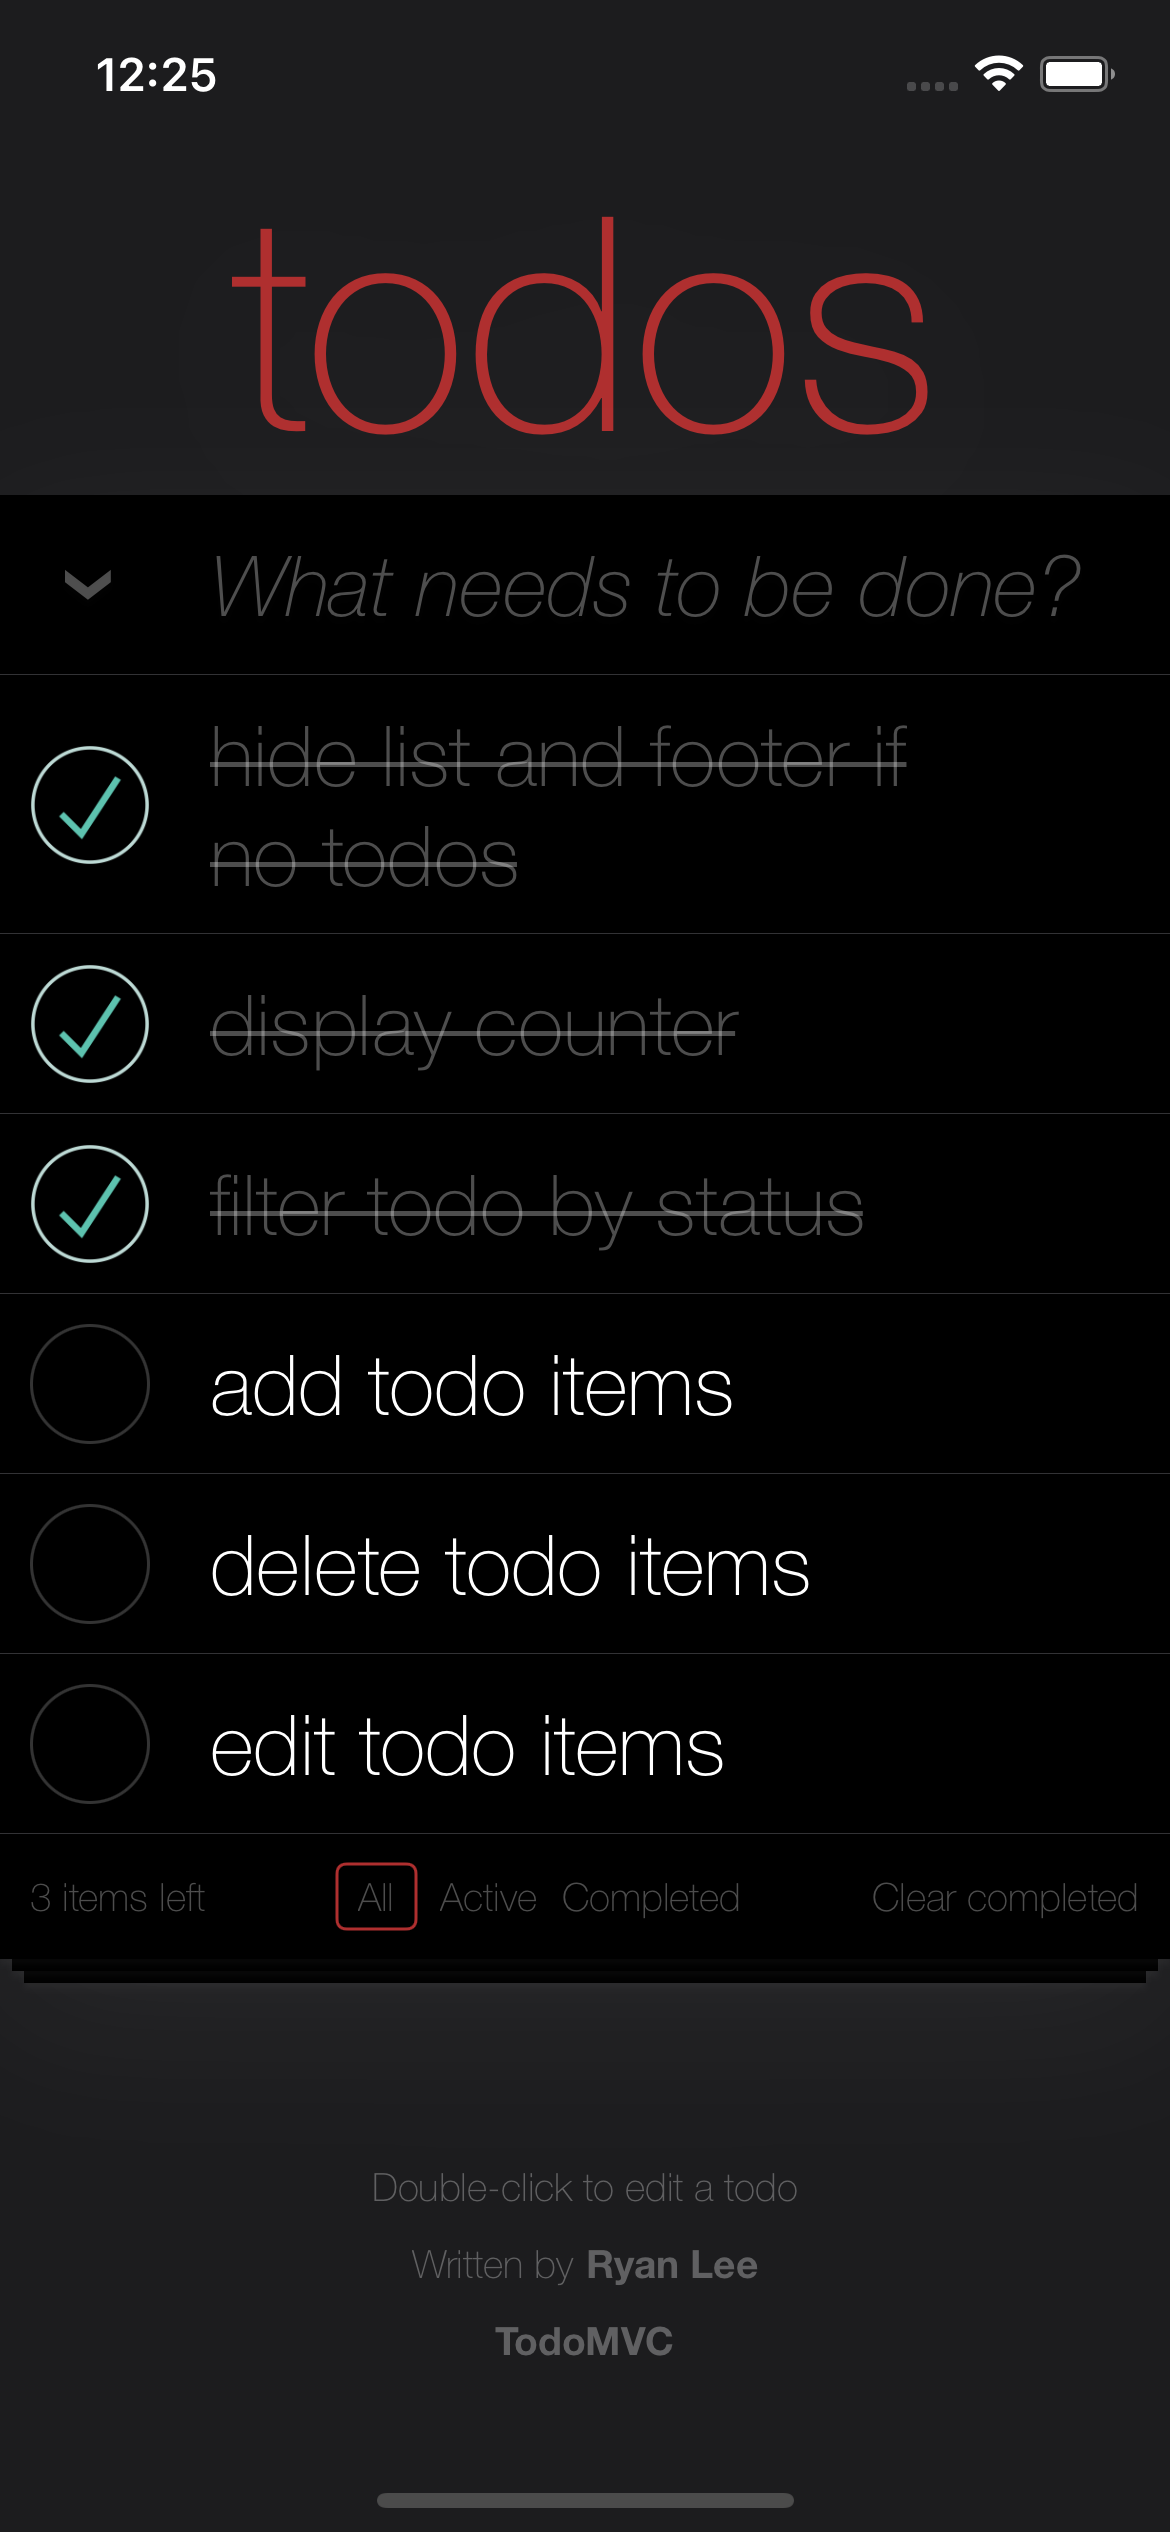 12:25
todos
What needs to be done?
hide list and footer if
no todos
display counter
filter todo by status
add todo items
delete todo items
edit todo items
3 items left All Active Completed Clear completed
Double-click to edit a todo
Written by Ryan Lee
TodoMVC